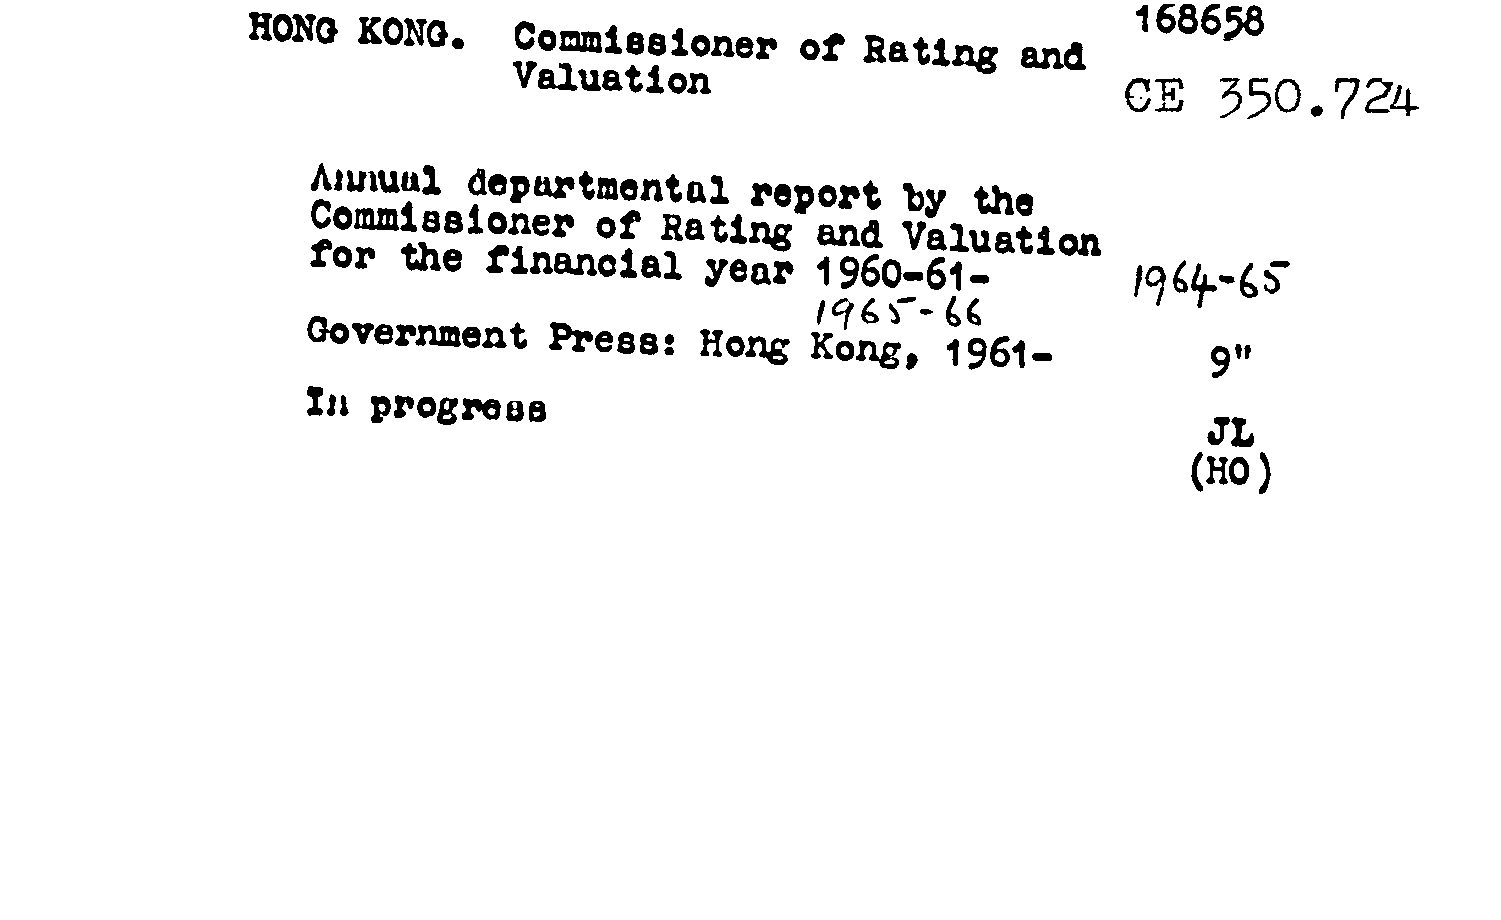 168658
HONG KONG. Commissioner of Rating and
Valuation
CE 350.724
Annual departmental report by the
Commissioner of Rating and Valuation
for the financial year 1960-61-
1964-65
1965-66
Government Press: Hong Kong, 1961-
9"
In progress
JL
(HO)